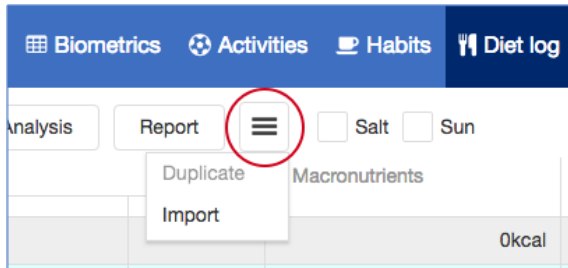 Biometrics Activities Habits Diet log
Analysis Report Salt Sun
Duplicate Macronutrients
Import
0kcal